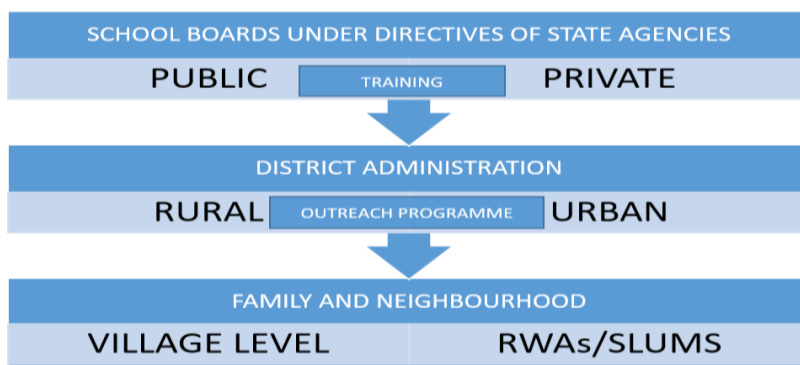 SCHOOL BOARDS UNDER DIRECTIVES OF STATE AGENCIES
PUBLIC TRAINING PRIVATE
DISTRICT ADMINISTRATION
RURAL OUTREACH PROGRAMME URBAN
FAMILY AND NEIGHBOURHOOD
VILLAGE LEVEL RWAs/SLUMS